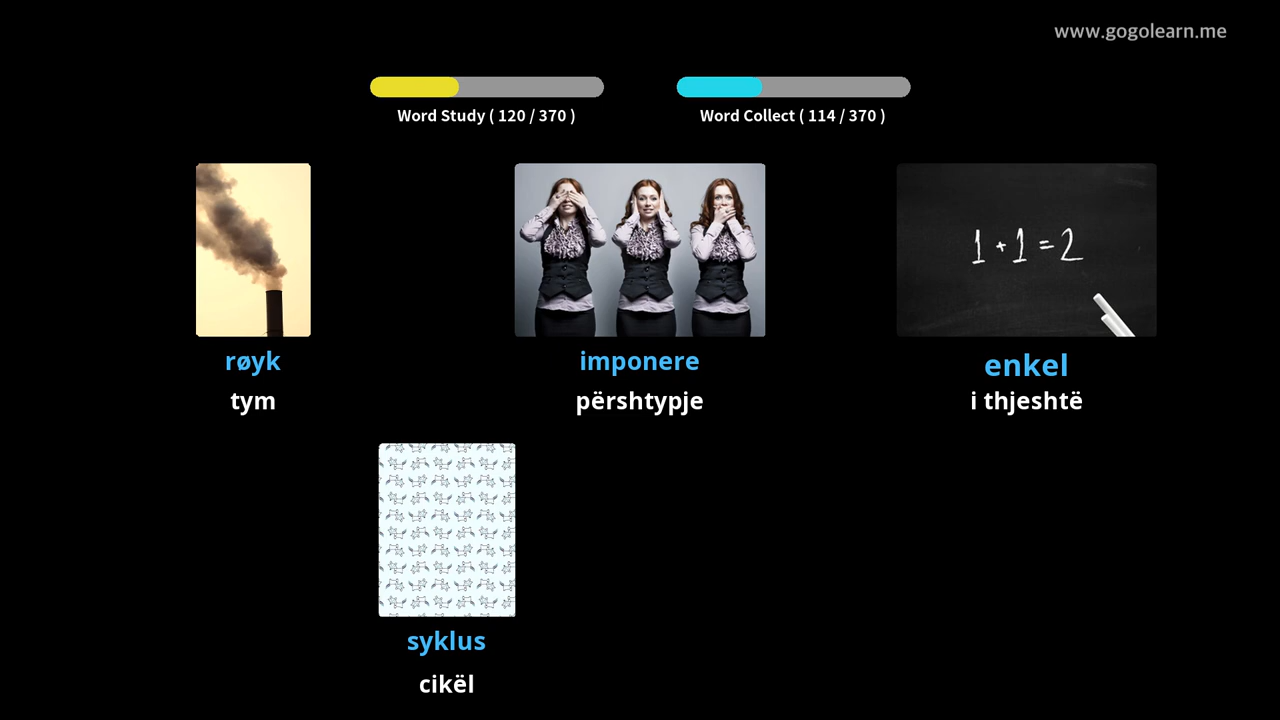 www.gogolearn.me
Word Study ( 120 / 370 )
Word Collect ( 114 / 370 )
1 + 1 = 2
røyk
imponere
enkel
tym
përshtypje
i thjeshtë
syklus
cikël